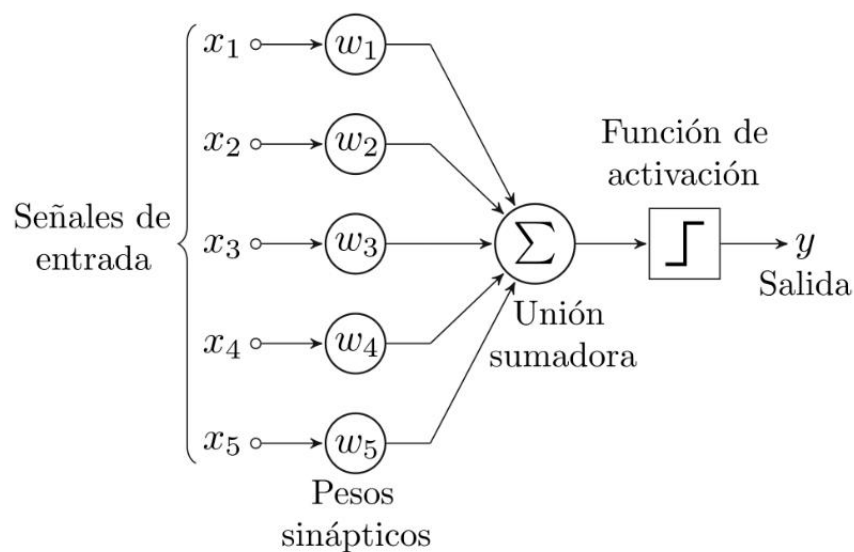 x₁ w₁
x₂ w₂
Función de
activación
Señales de
entrada
x₃ w₃ Σ y
Salida
Unión
sumadora
x₄ w₄
x₅ w₅
Pesos
sinápticos